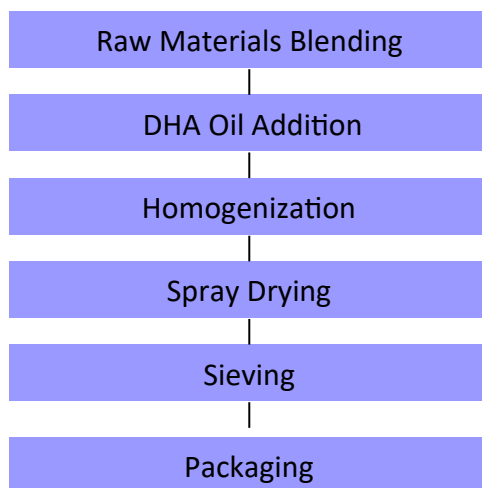 Raw Materials Blending
DHA Oil Addition
Homogenization
Spray Drying
Sieving
Packaging